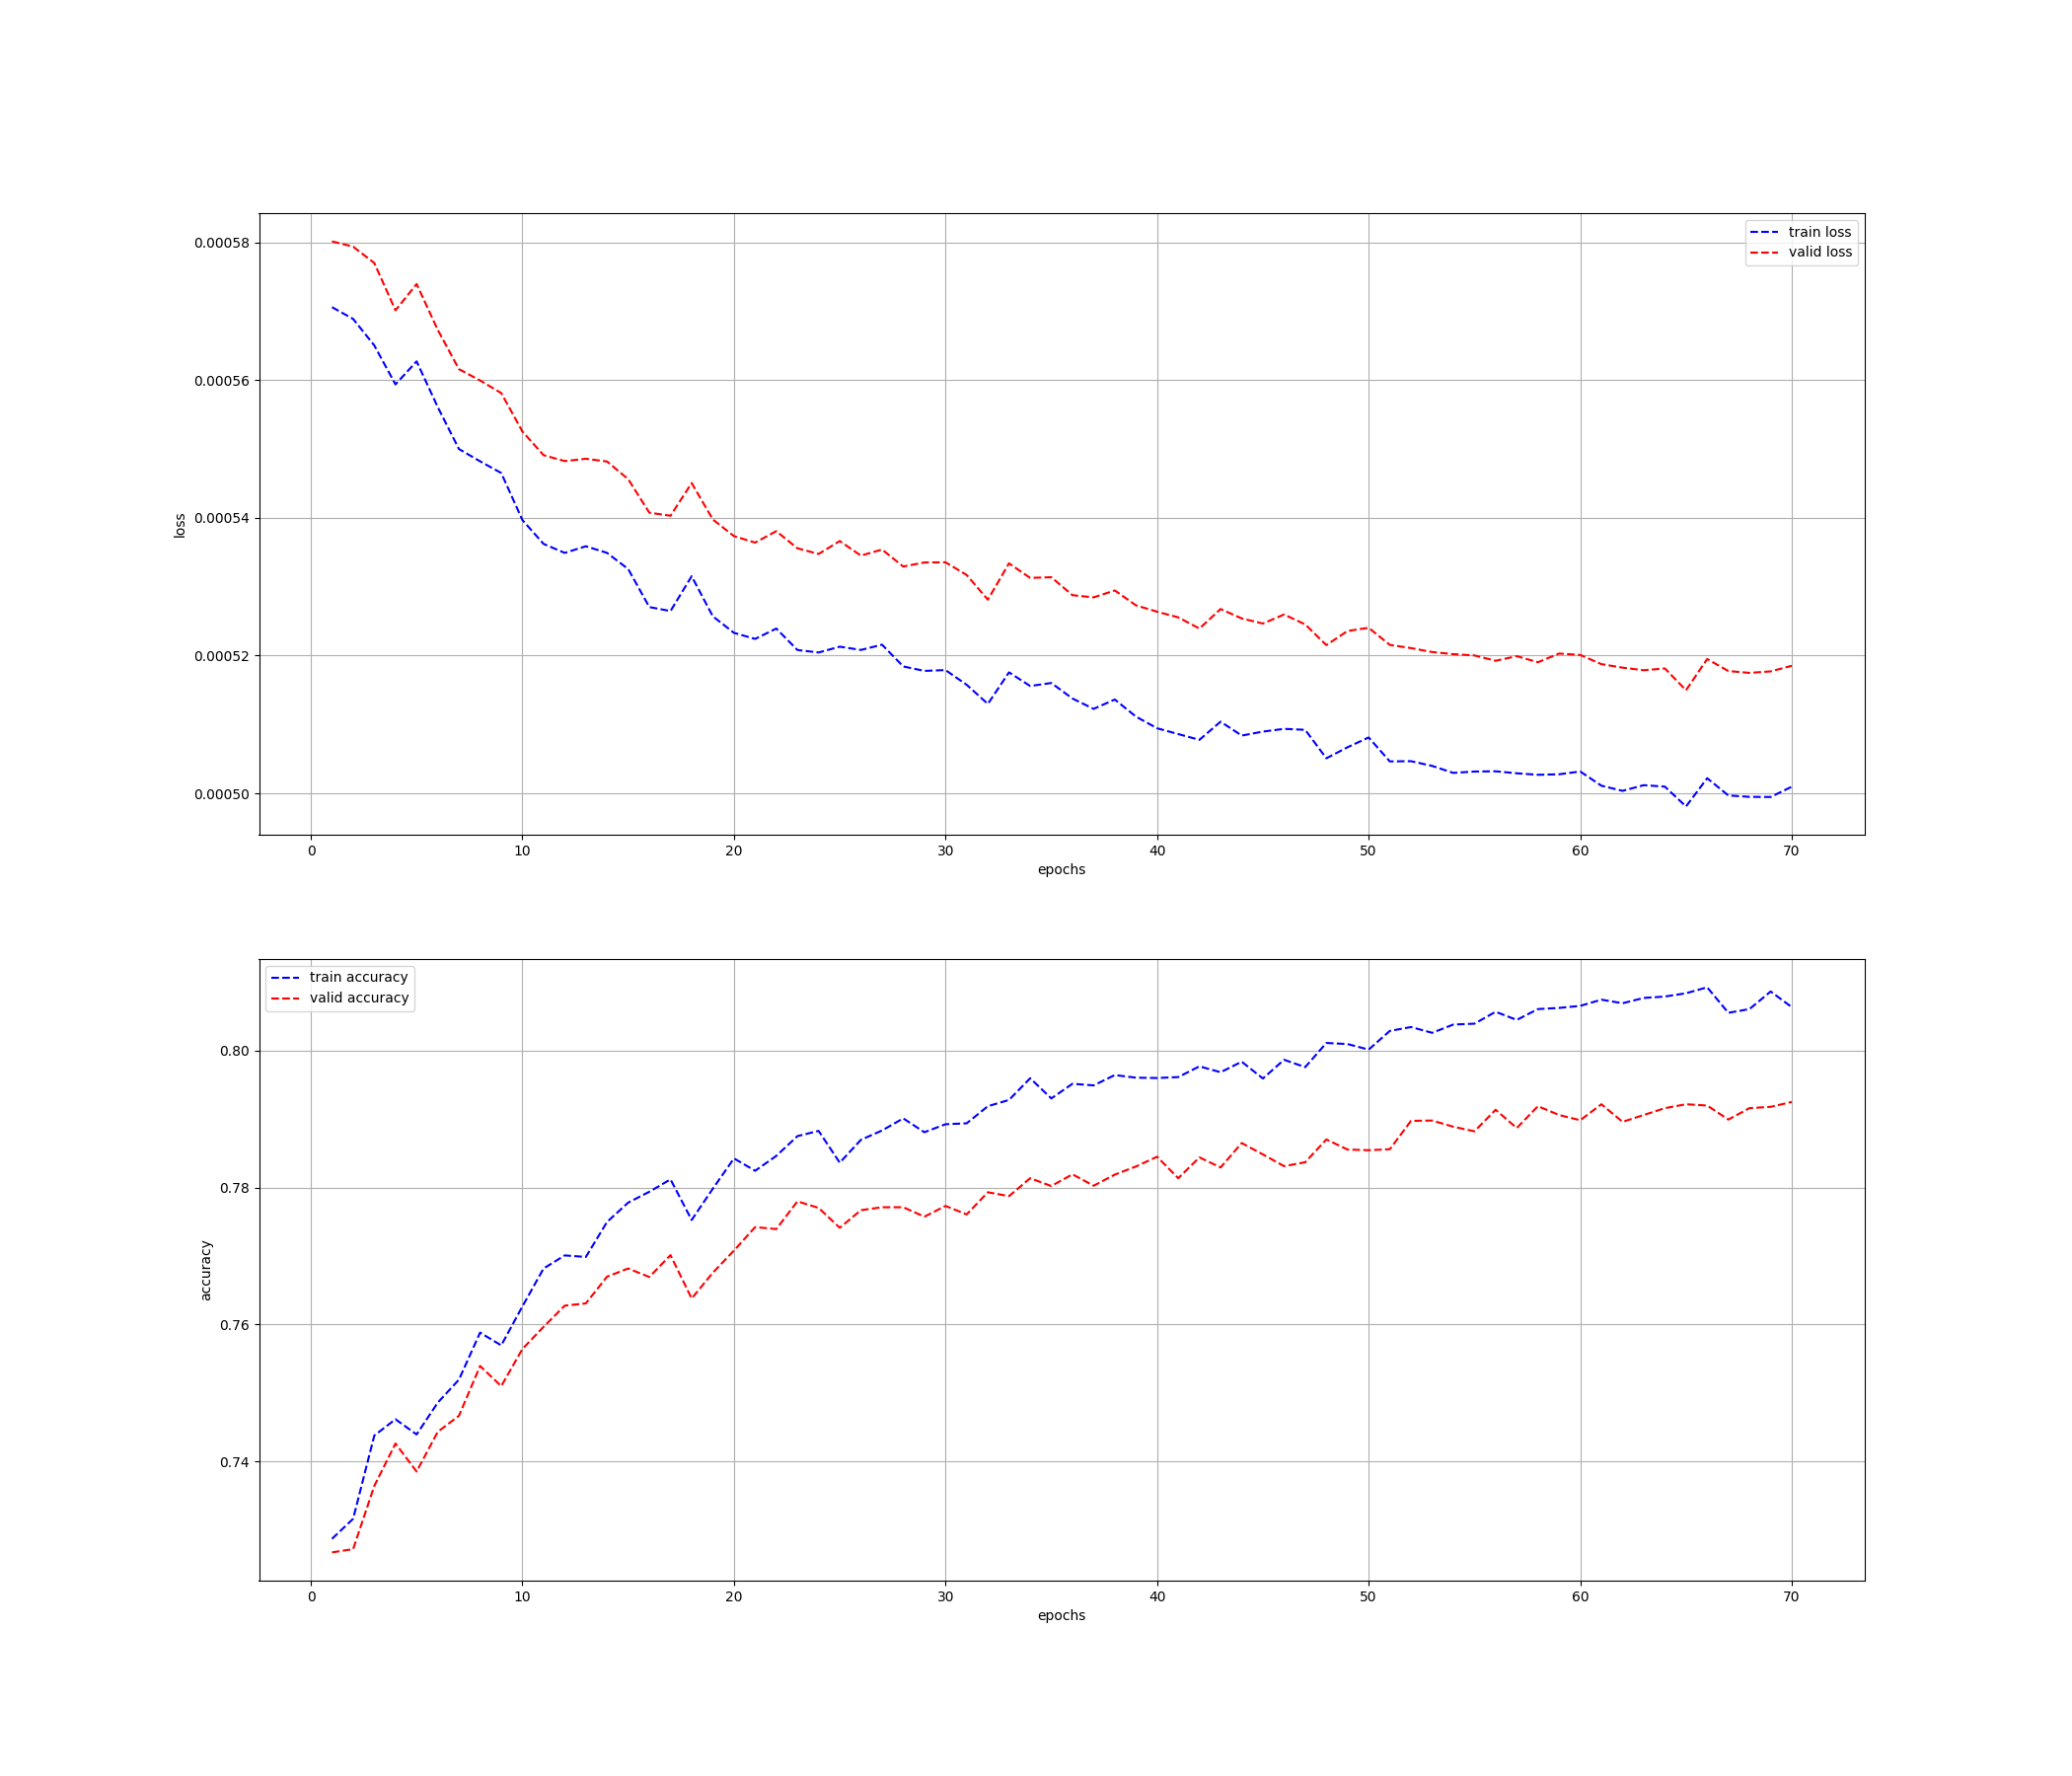 train loss
valid loss
0.00058
0.00056
0.00054
0.00052
0.00050
loss
0 10 20 30 40 50 60 70
epochs
train accuracy
valid accuracy
0.80
0.78
0.76
0.74
accuracy
0 10 20 30 40 50 60 70
epochs